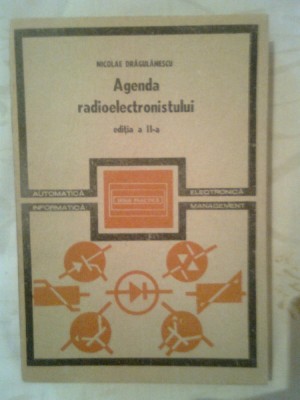 NICOLAE DRĂGULĂNESCU
Agenda
radioelectronistului
ediția a II-a
AUTOMATICĂ
ELECTRONICĂ
INFORMATICĂ
MANAGEMENT